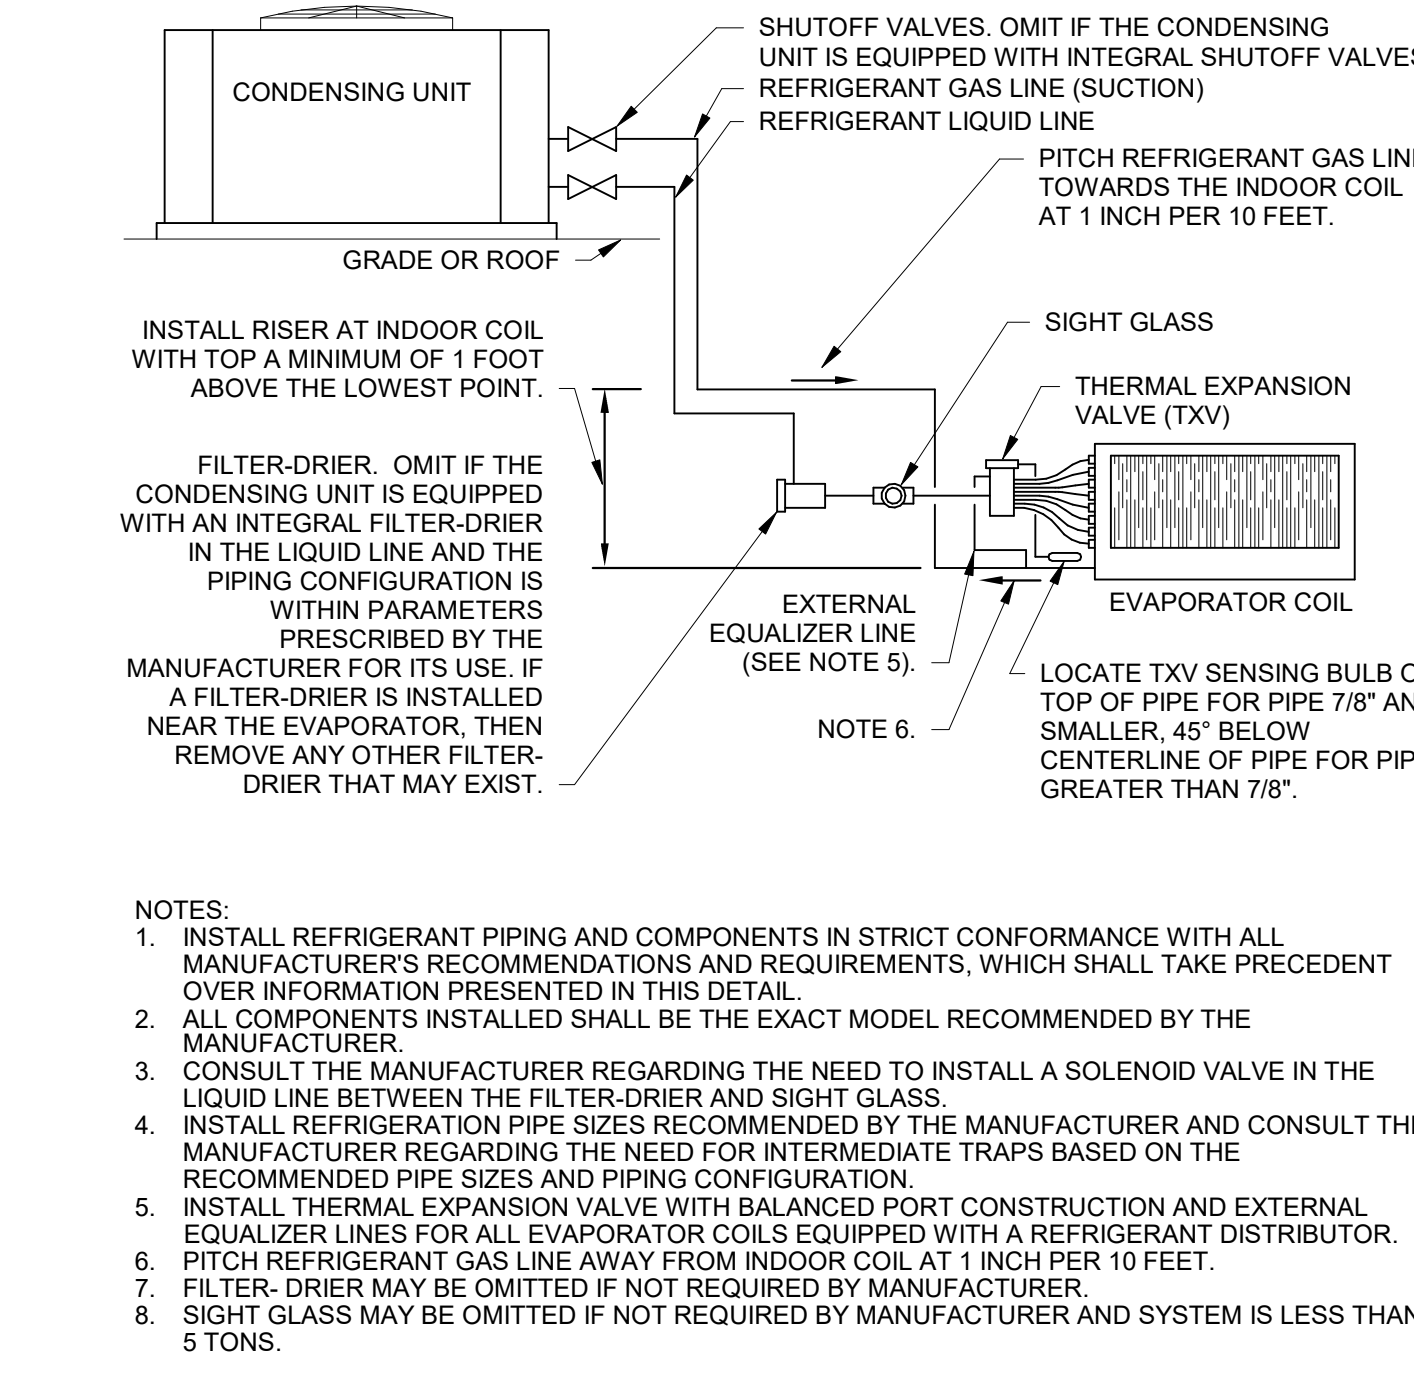 SHUTOFF VALVES. OMIT IF THE CONDENSING
UNIT IS EQUIPPED WITH INTEGRAL SHUTOFF VALVES
REFRIGERANT GAS LINE (SUCTION)
REFRIGERANT LIQUID LINE
CONDENSING UNIT
PITCH REFRIGERANT GAS LINE
TOWARDS THE INDOOR COIL
AT 1 INCH PER 10 FEET.
GRADE OR ROOF
INSTALL RISER AT INDOOR COIL
WITH TOP A MINIMUM OF 1 FOOT
ABOVE THE LOWEST POINT.
SIGHT GLASS
THERMAL EXPANSION
VALVE (TXV)
FILTER-DRIER.  OMIT IF THE
CONDENSING UNIT IS EQUIPPED
WITH AN INTEGRAL FILTER-DRIER
IN THE LIQUID LINE AND THE
PIPING CONFIGURATION IS
WITHIN PARAMETERS
PRESCRIBED BY THE
MANUFACTURER FOR ITS USE. IF
A FILTER-DRIER IS INSTALLED
NEAR THE EVAPORATOR, THEN
REMOVE ANY OTHER FILTER-
DRIER THAT MAY EXIST.
EXTERNAL
EQUALIZER LINE
(SEE NOTE 5).
NOTE 6.
EVAPORATOR COIL
LOCATE TXV SENSING BULB
TOP OF PIPE FOR PIPE 7/8" AN
SMALLER, 45° BELOW
CENTERLINE OF PIPE FOR PIP
GREATER THAN 7/8".
NOTES:
1. INSTALL REFRIGERANT PIPING AND COMPONENTS IN STRICT CONFORMANCE WITH ALL
MANUFACTURER'S RECOMMENDATIONS AND REQUIREMENTS, WHICH SHALL TAKE PRECEDENT
OVER INFORMATION PRESENTED IN THIS DETAIL.
2. ALL COMPONENTS INSTALLED SHALL BE THE EXACT MODEL RECOMMENDED BY THE
MANUFACTURER.
3. CONSULT THE MANUFACTURER REGARDING THE NEED TO INSTALL A SOLENOID VALVE IN THE
LIQUID LINE BETWEEN THE FILTER-DRIER AND SIGHT GLASS.
4. INSTALL REFRIGERATION PIPE SIZES RECOMMENDED BY THE MANUFACTURER AND CONSULT THE
MANUFACTURER REGARDING THE NEED FOR INTERMEDIATE TRAPS BASED ON THE
RECOMMENDED PIPE SIZES AND PIPING CONFIGURATION.
5. INSTALL THERMAL EXPANSION VALVE WITH BALANCED PORT CONSTRUCTION AND EXTERNAL
EQUALIZER LINES FOR ALL EVAPORATOR COILS EQUIPPED WITH A REFRIGERANT DISTRIBUTOR.
6. PITCH REFRIGERANT GAS LINE AWAY FROM INDOOR COIL AT 1 INCH PER 10 FEET.
7. FILTER- DRIER MAY BE OMITTED IF NOT REQUIRED BY MANUFACTURER.
8. SIGHT GLASS MAY BE OMITTED IF NOT REQUIRED BY MANUFACTURER AND SYSTEM IS LESS THAN
5 TONS.